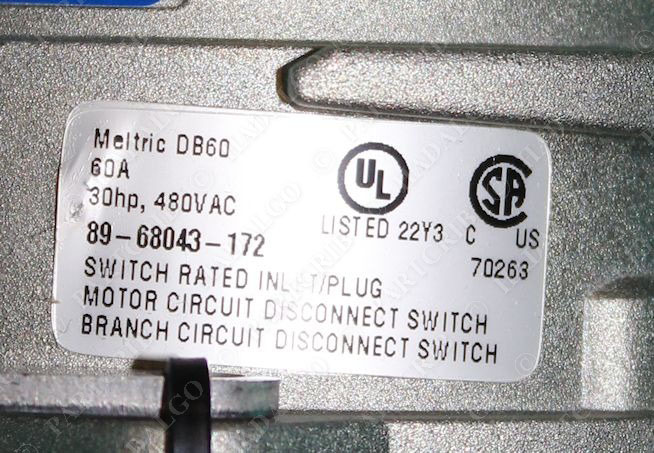 Meltric DB60
60A
30hp, 480VAC
89-68043-172
SWITCH RATED INLET/PLUG
MOTOR CIRCUIT DISCONNECT SWITCH
BRANCH CIRCUIT DISCONNECT SWITCH
UL
LISTED 22Y3
SA
C US
70263